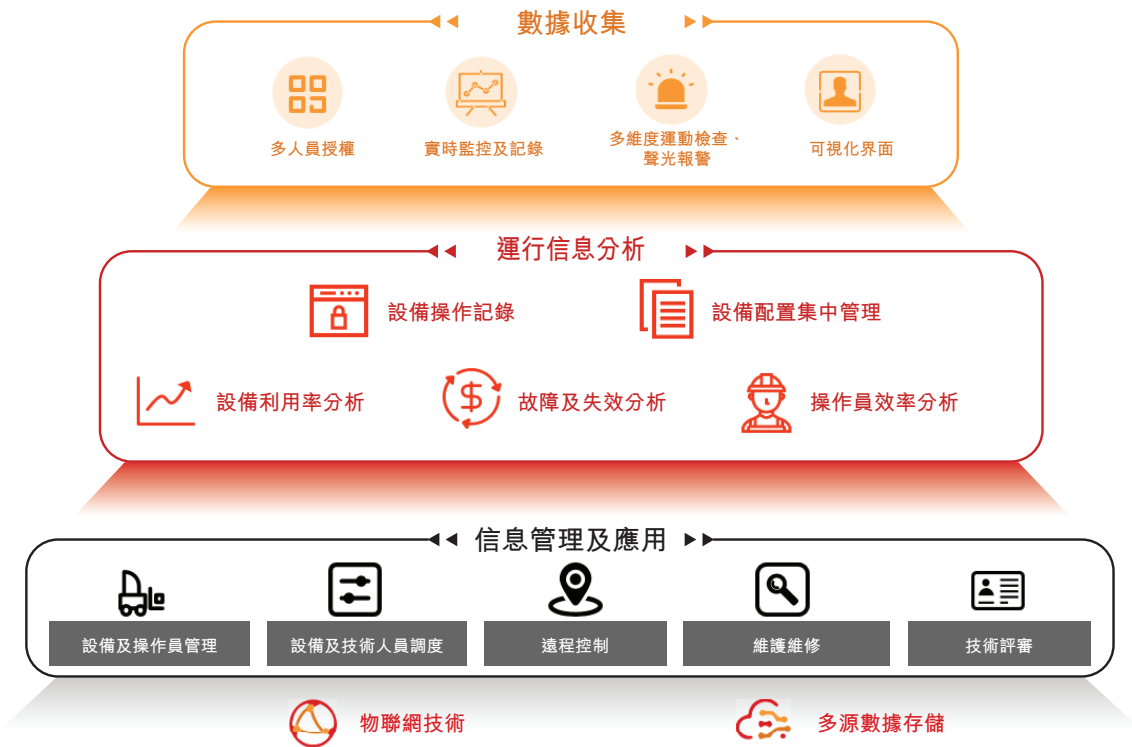 數據收集
多人員授權
實時監控及記錄
多維度運動檢查、
聲光報警
可視化界面
運行信息分析
設備操作記錄
設備配置集中管理
設備利用率分析
故障及失效分析
操作員效率分析
信息管理及應用
設備及操作員管理
設備及技術人員調度
遠程控制
維護維修
技術評審
物聯網技術
多源數據存儲